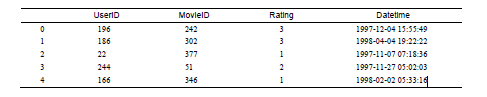 UserID MovieID Rating Datetime
0 196 242 3 1997-12-04 15:55:49
1 186 302 3 1998-04-04 19:22:22
2 22 377 1 1997-11-07 07:18:36
3 244 51 2 1997-11-27 05:02:03
4 166 346 1 1998-02-02 05:33:16